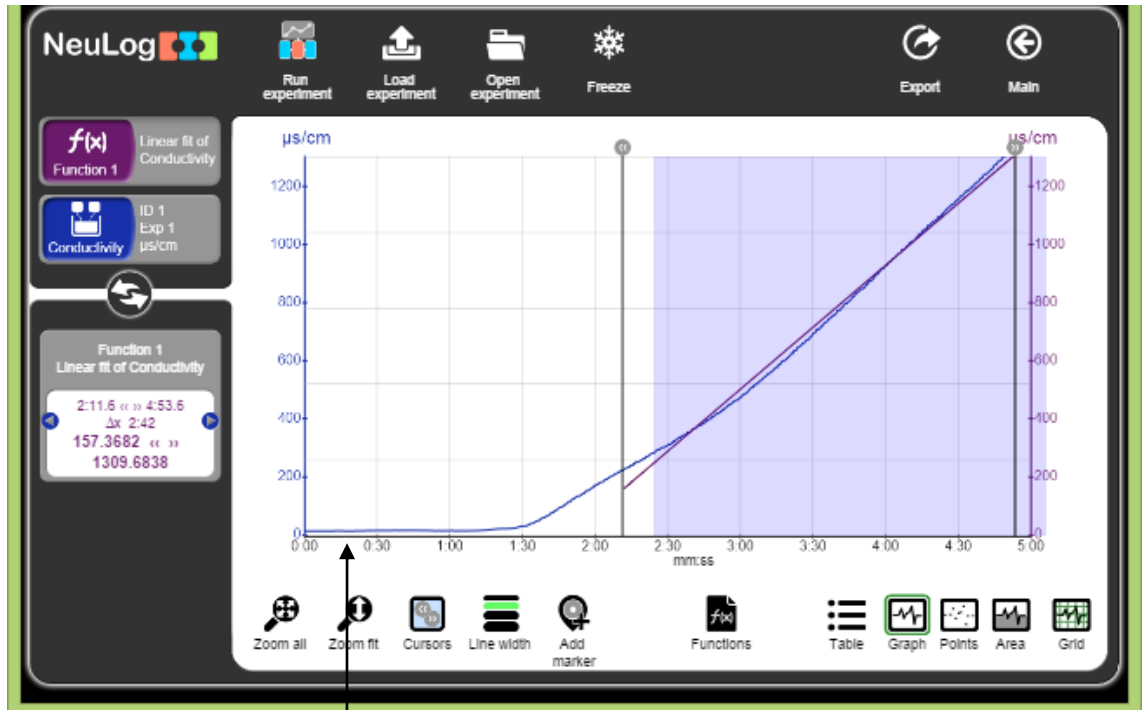 NeuLog
Run
experiment
Load
experiment
Open
experiment
Freeze
Export
Main
f(x)
Function 1
Linear fit of
Conductivity
Conductivity
ID 1
Exp 1
µs/cm
Function 1
Linear fit of Conductivity
2:11.6 « » 4:53.6
Δx 2:42
157.3682 « »
1309.6838
µs/cm
µs/cm
«
»
1200
1000
800
600
400
200
0
1200
1000
800
600
400
200
0
0:00 0:30 1:00 1:30 2:00 2:30 3:00 3:30 4:00 4:30 5:00
mm:ss
Zoom all
Zoom fit
Cursors
Line width
Add
marker
f(x)
Functions
Table
Graph
Points
Area
Grid